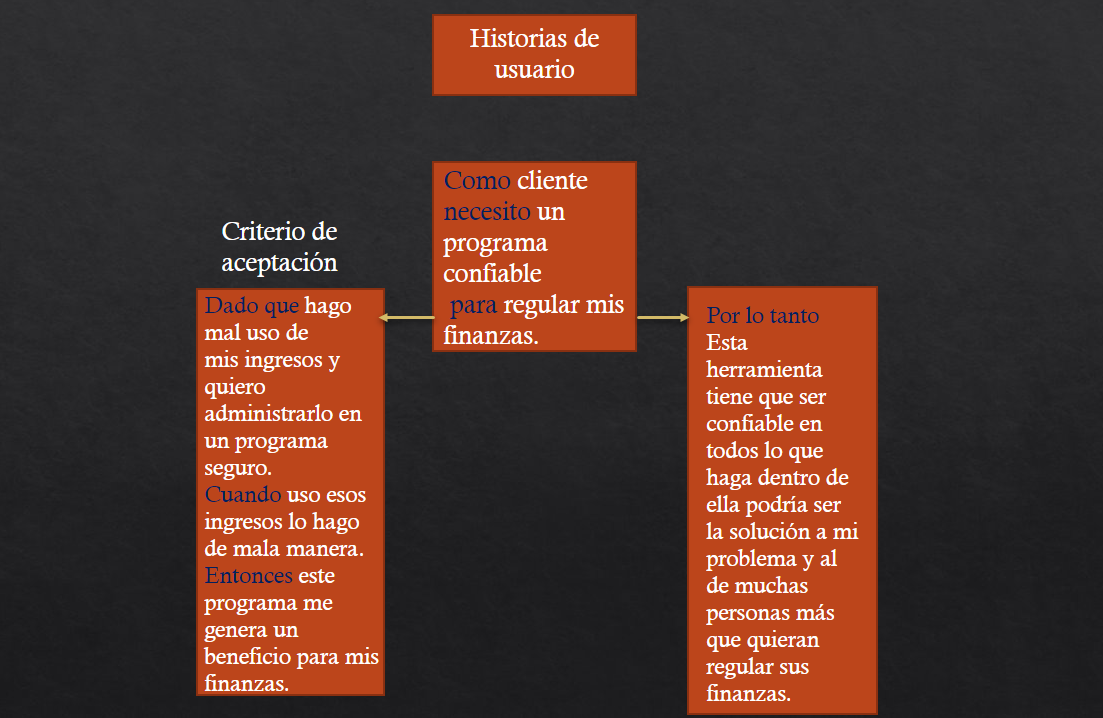 Historias de
usuario
Como cliente
necesito un
programa
confiable
para regular mis
finanzas.
Criterio de
aceptación
Dado que hago
mal uso de
mis ingresos y
quiero
administrarlo en
un programa
seguro.
Cuando uso esos
ingresos lo hago
de mala manera.
Entonces este
programa me
genera un
beneficio para mis
finanzas.
Por lo tanto
Esta
herramienta
tiene que ser
confiable en
todos lo que
haga dentro de
ella podría ser
la solución a mi
problema y al
de muchas
personas más
que quieran
regular sus
finanzas.